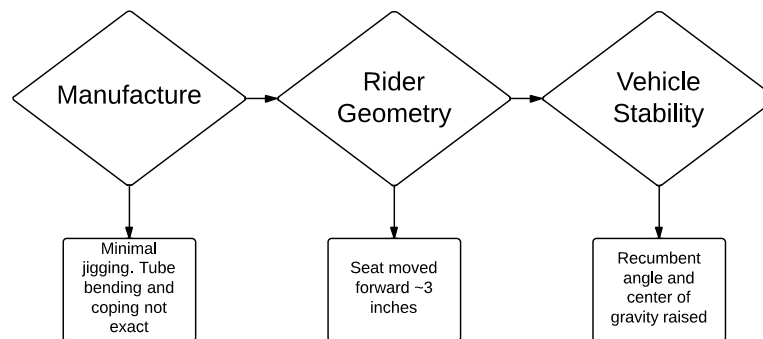 Manufacture
Rider
Geometry
Vehicle
Stability
Minimal
jigging. Tube
bending and
coping not
exact
Seat moved
forward ~3
inches
Recumbent
angle and
center of
gravity raised